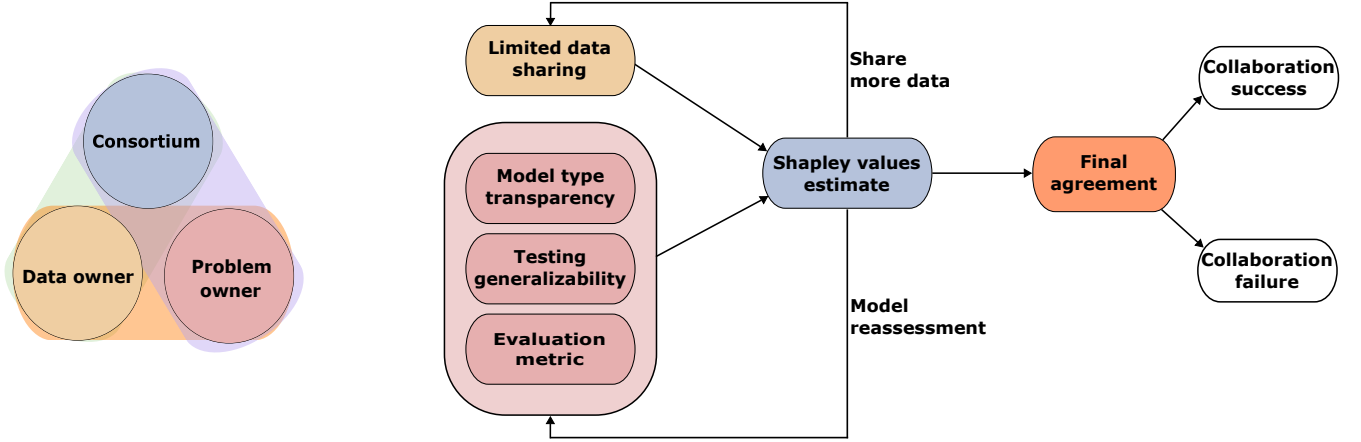 Consortium
Data owner
Problem
owner
Limited data
sharing
Share
more data
Model type
transparency
Testing
generalizability
Evaluation
metric
Shapley values
estimate
Model
reassessment
Final
agreement
Collaboration
success
Collaboration
failure